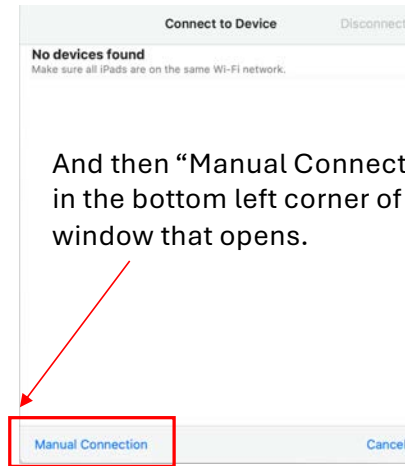 Connect to Device Disconnect
No devices found
Make sure all iPads are on the same Wi-Fi network.
And then “Manual Connect
in the bottom left corner of
window that opens.
Manual Connection Cancel